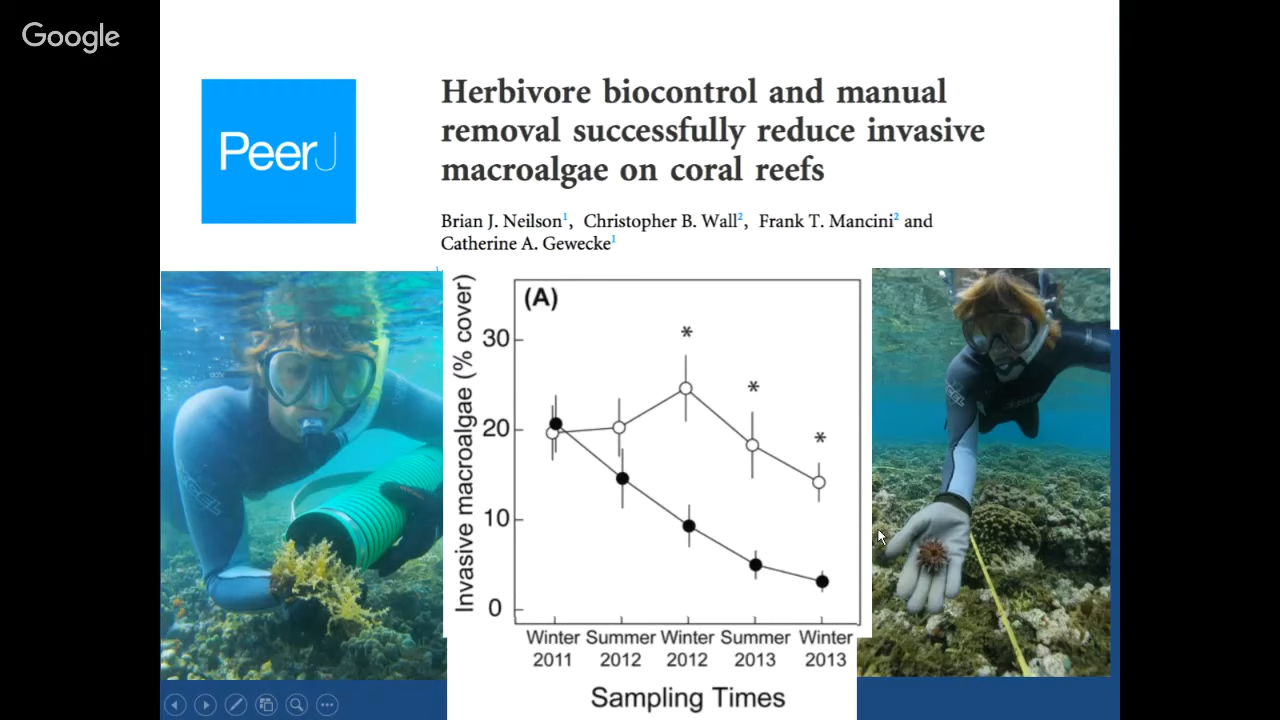 Google
PeerJ
Herbivore biocontrol and manual
removal successfully reduce invasive
macroalgae on coral reefs
Brian J. Neilson1, Christopher B. Wall2, Frank T. Mancini2 and
Catherine A. Gewecke1
(A)
Invasive macroalgae (% cover)
30
20
10
0
*
*
*
Winter Summer Winter Summer Winter
2011 2012 2012 2013 2013
Sampling Times